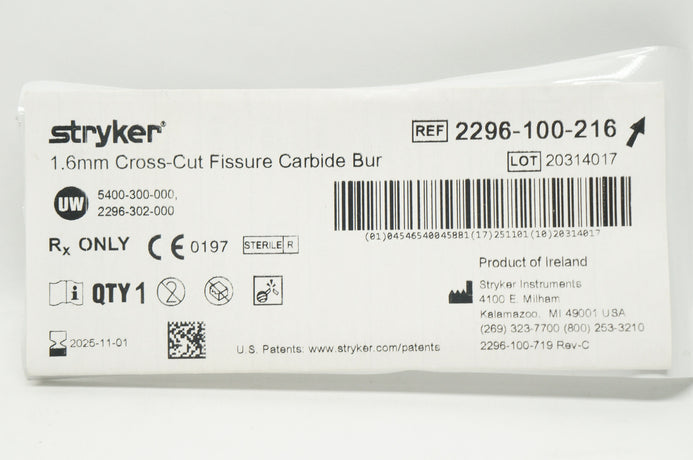 stryker®
REF 2296-100-216
1.6mm Cross-Cut Fissure Carbide Bur
LOT 20314017
UW 5400-300-000,
2296-302-000
(01)04546540045881(17)251101(10)20314017
Rx ONLY CE 0197 STERILE R
Product of Ireland
i QTY 1 2
Stryker Instruments
4100 E. Milham
Kalamazoo, MI 49001 USA
(269) 323-7700 (800) 253-3210
2025-11-01
U.S. Patents: www.stryker.com/patents
2296-100-719 Rev-C